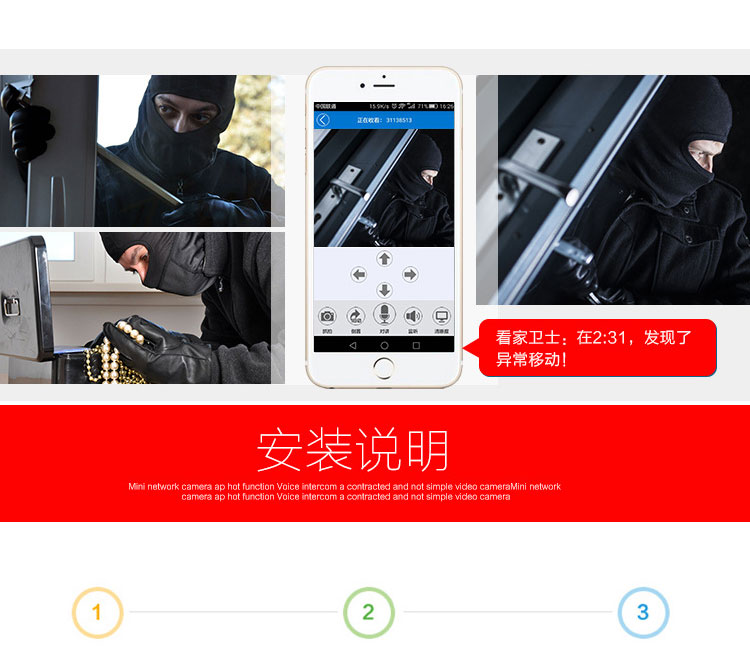 中国联通 15.9K/s 71% 16:26
正在收看：31138513
抓拍 倒置 对讲 监听 清晰度
看家卫士：在2:31，发现了
异常移动！
安装说明
Mini network camera ap hot function Voice intercom a contracted and not simple video cameraMini network
camera ap hot function Voice intercom a contracted and not simple video camera
1 2 3